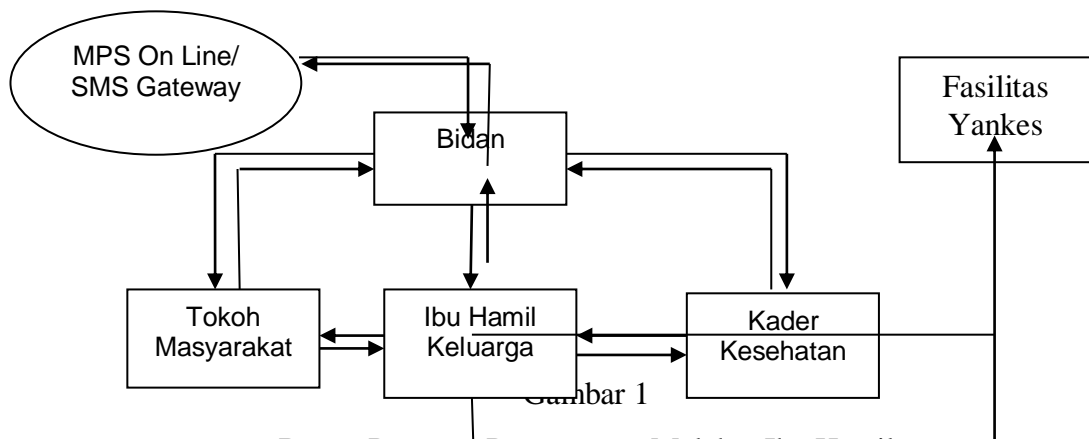 MPS On Line/
SMS Gateway
Fasilitas
Yankes
Bidan
Tokoh
Masyarakat
Ibu Hamil
Keluarga
Kader
Kesehatan
Gambar 1